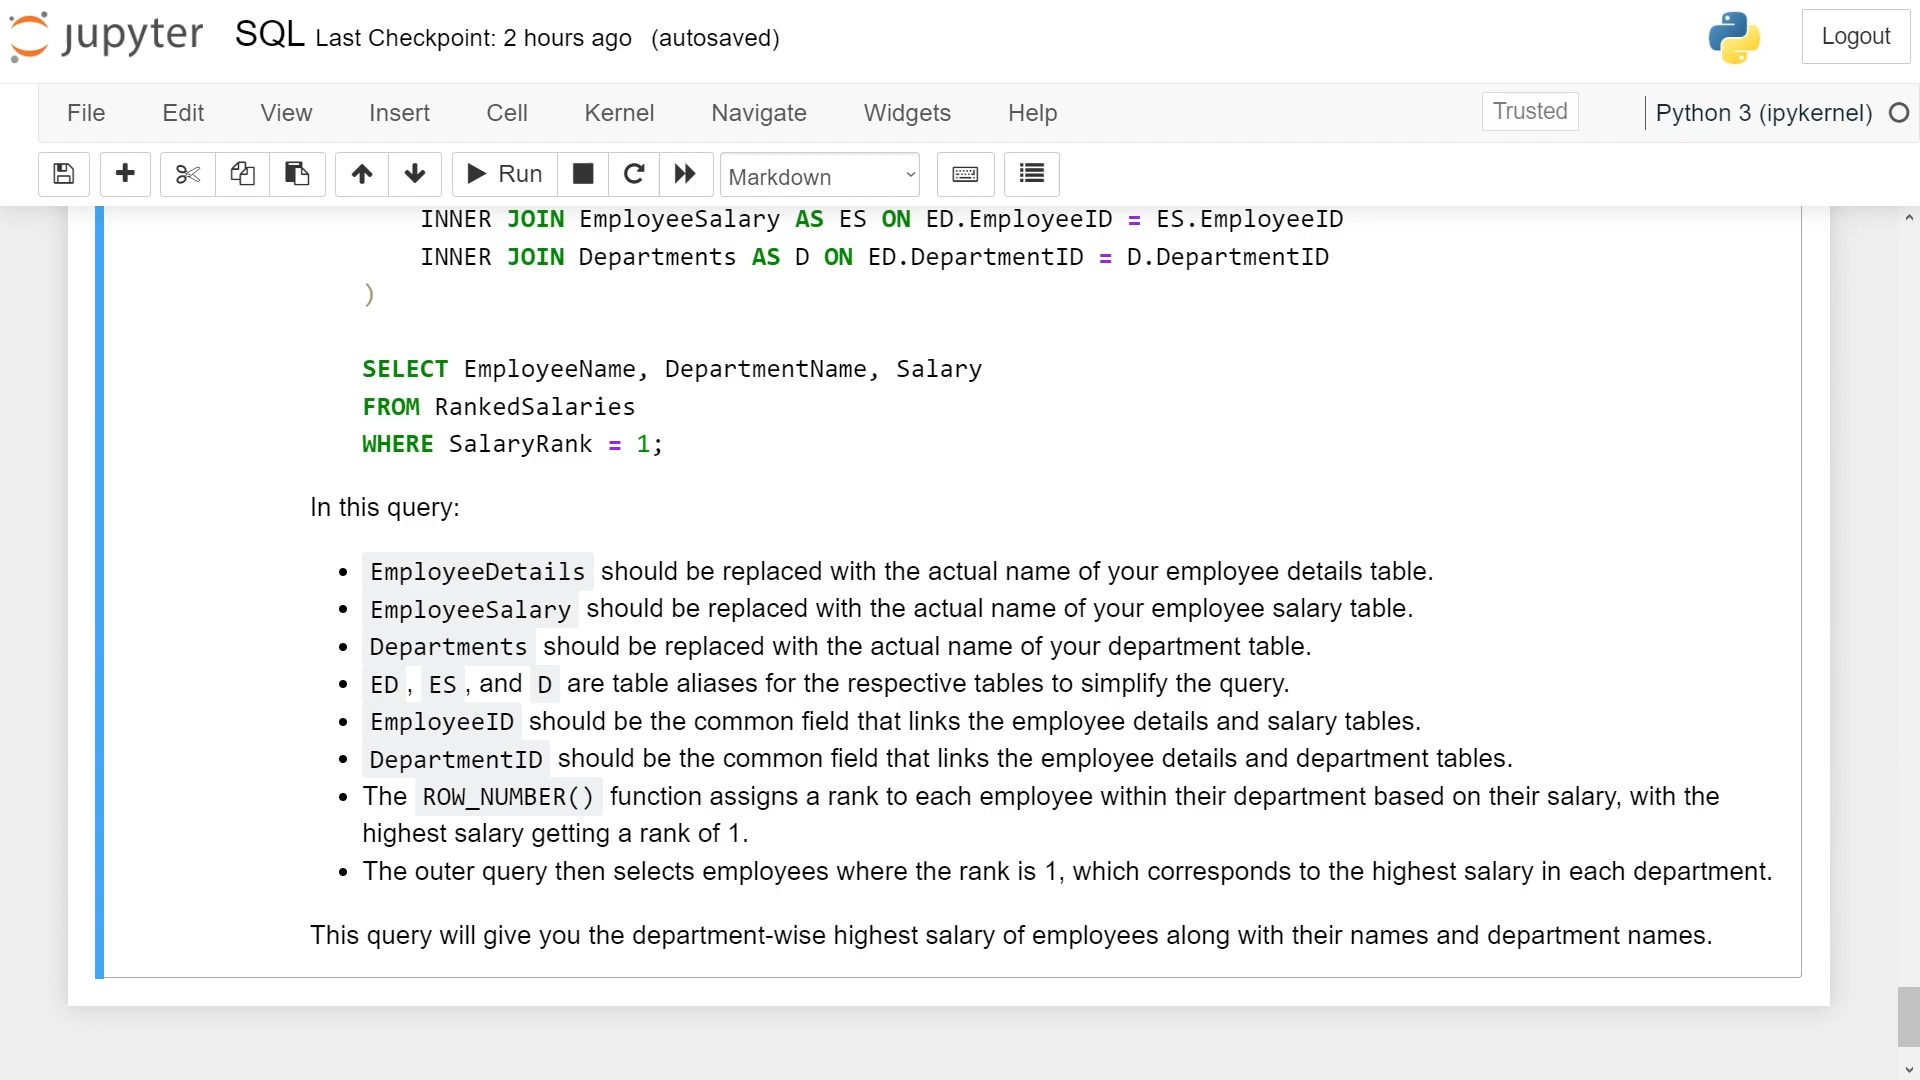 jupyter SQL Last Checkpoint: 2 hours ago (autosaved) Logout
File Edit View Insert Cell Kernel Navigate Widgets Help Trusted Python 3 (ipykernel)
Run Markdown
INNER JOIN EmployeeSalary AS ES ON ED.EmployeeID = ES.EmployeeID
INNER JOIN Departments AS D ON ED.DepartmentID = D.DepartmentID
)
SELECT EmployeeName, DepartmentName, Salary
FROM RankedSalaries
WHERE SalaryRank = 1;
In this query:
• EmployeeDetails should be replaced with the actual name of your employee details table.
• EmployeeSalary should be replaced with the actual name of your employee salary table.
• Departments should be replaced with the actual name of your department table.
• ED , ES , and D are table aliases for the respective tables to simplify the query.
• EmployeeID should be the common field that links the employee details and salary tables.
• DepartmentID should be the common field that links the employee details and department tables.
• The ROW_NUMBER() function assigns a rank to each employee within their department based on their salary, with the
highest salary getting a rank of 1.
• The outer query then selects employees where the rank is 1, which corresponds to the highest salary in each department.
This query will give you the department-wise highest salary of employees along with their names and department names.